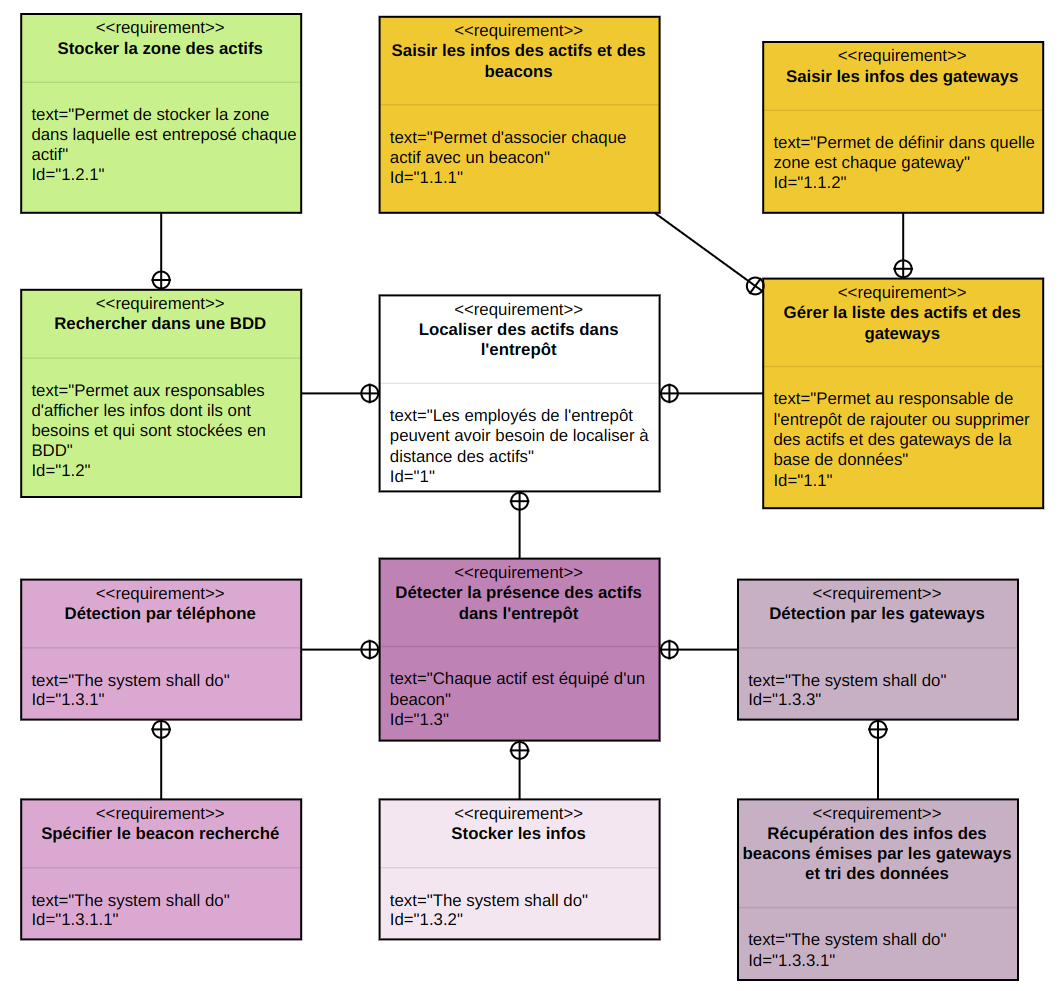 <<requirement>>
Stocker la zone des actifs
text="Permet de stocker la zone
dans laquelle est entreposé chaque
actif"
Id="1.2.1"
<<requirement>>
Saisir les infos des actifs et des
beacons
text="Permet d'associer chaque
actif avec un beacon"
Id="1.1.1"
<<requirement>>
Saisir les infos des gateways
text="Permet de définir dans quelle
zone est chaque gateway"
Id="1.1.2"
<<requirement>>
Rechercher dans une BDD
text="Permet aux responsables
d'afficher les infos dont ils ont
besoins et qui sont stockées en
BDD"
Id="1.2"
<<requirement>>
Localiser des actifs dans
l'entrepôt
text="Les employés de l'entrepôt
peuvent avoir besoin de localiser à
distance des actifs"
Id="1"
<<requirement>>
Gérer la liste des actifs et des
gateways
text="Permet au responsable de
l'entrepôt de rajouter ou supprimer
des actifs et des gateways de la
base de données"
Id="1.1"
<<requirement>>
Détection par téléphone
text="The system shall do"
Id="1.3.1"
<<requirement>>
Détecter la présence des actifs
dans l'entrepôt
text="Chaque actif est équipé d'un
beacon"
Id="1.3"
<<requirement>>
Détection par les gateways
text="The system shall do"
Id="1.3.3"
<<requirement>>
Spécifier le beacon recherché
text="The system shall do"
Id="1.3.1.1"
<<requirement>>
Stocker les infos
text="The system shall do"
Id="1.3.2"
<<requirement>>
Récupération des infos des
beacons émises par les gateways
et tri des données
text="The system shall do"
Id="1.3.3.1"